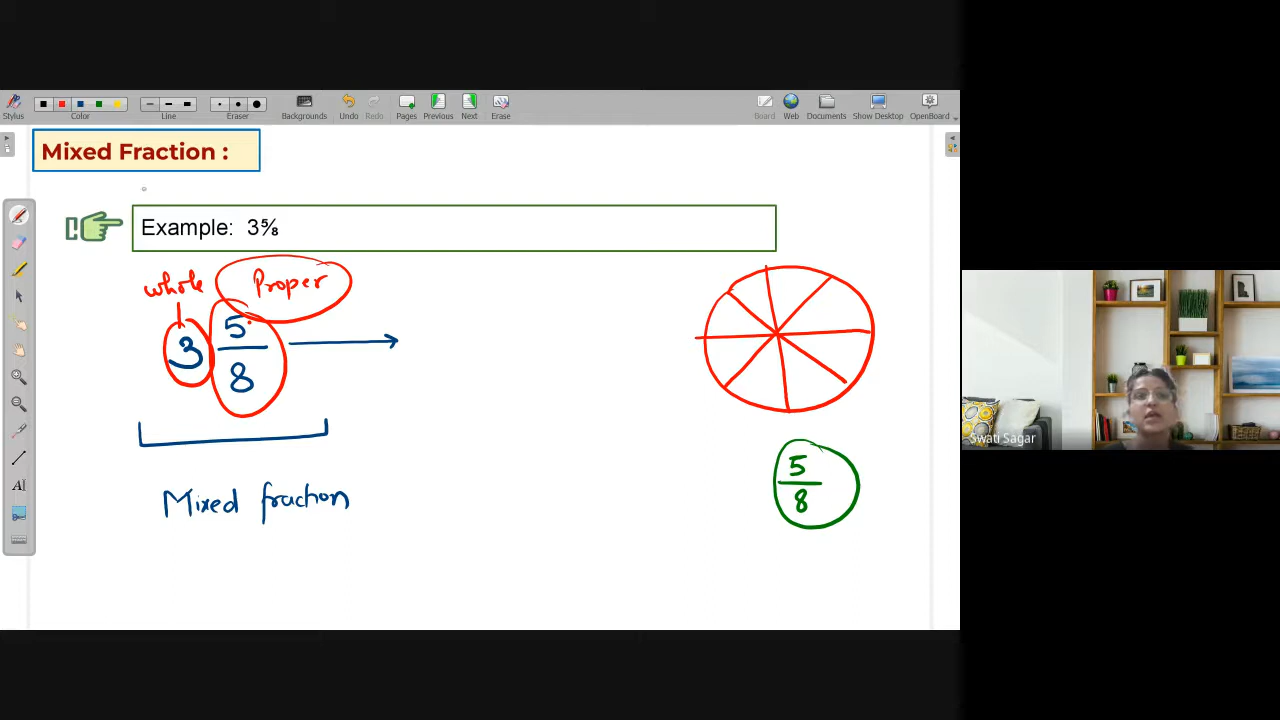 Stylus
Color
Line
Eraser
Backgrounds
Undo
Redo
Pages
Previous
Next
Erase
Board
Web
Documents
Show Desktop
OpenBoard
Mixed Fraction :
Example: 3⅝
whole Proper
3 5/8
Mixed fraction
5/8
Swati Sagar